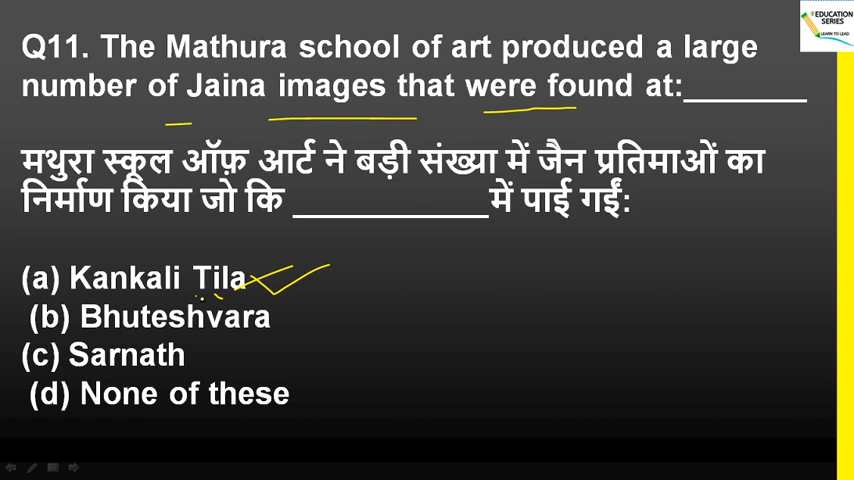 EDUCATION
SERIES
LEARN TO LEAD
Q11. The Mathura school of art produced a large
number of Jaina images that were found at:_______
मथुरा स्कूल ऑफ़ आर्ट ने बड़ी संख्या में जैन प्रतिमाओं का
निर्माण किया जो कि ___________में पाई गईं:
(a) Kankali Tila
(b) Bhuteshvara
(c) Sarnath
(d) None of these